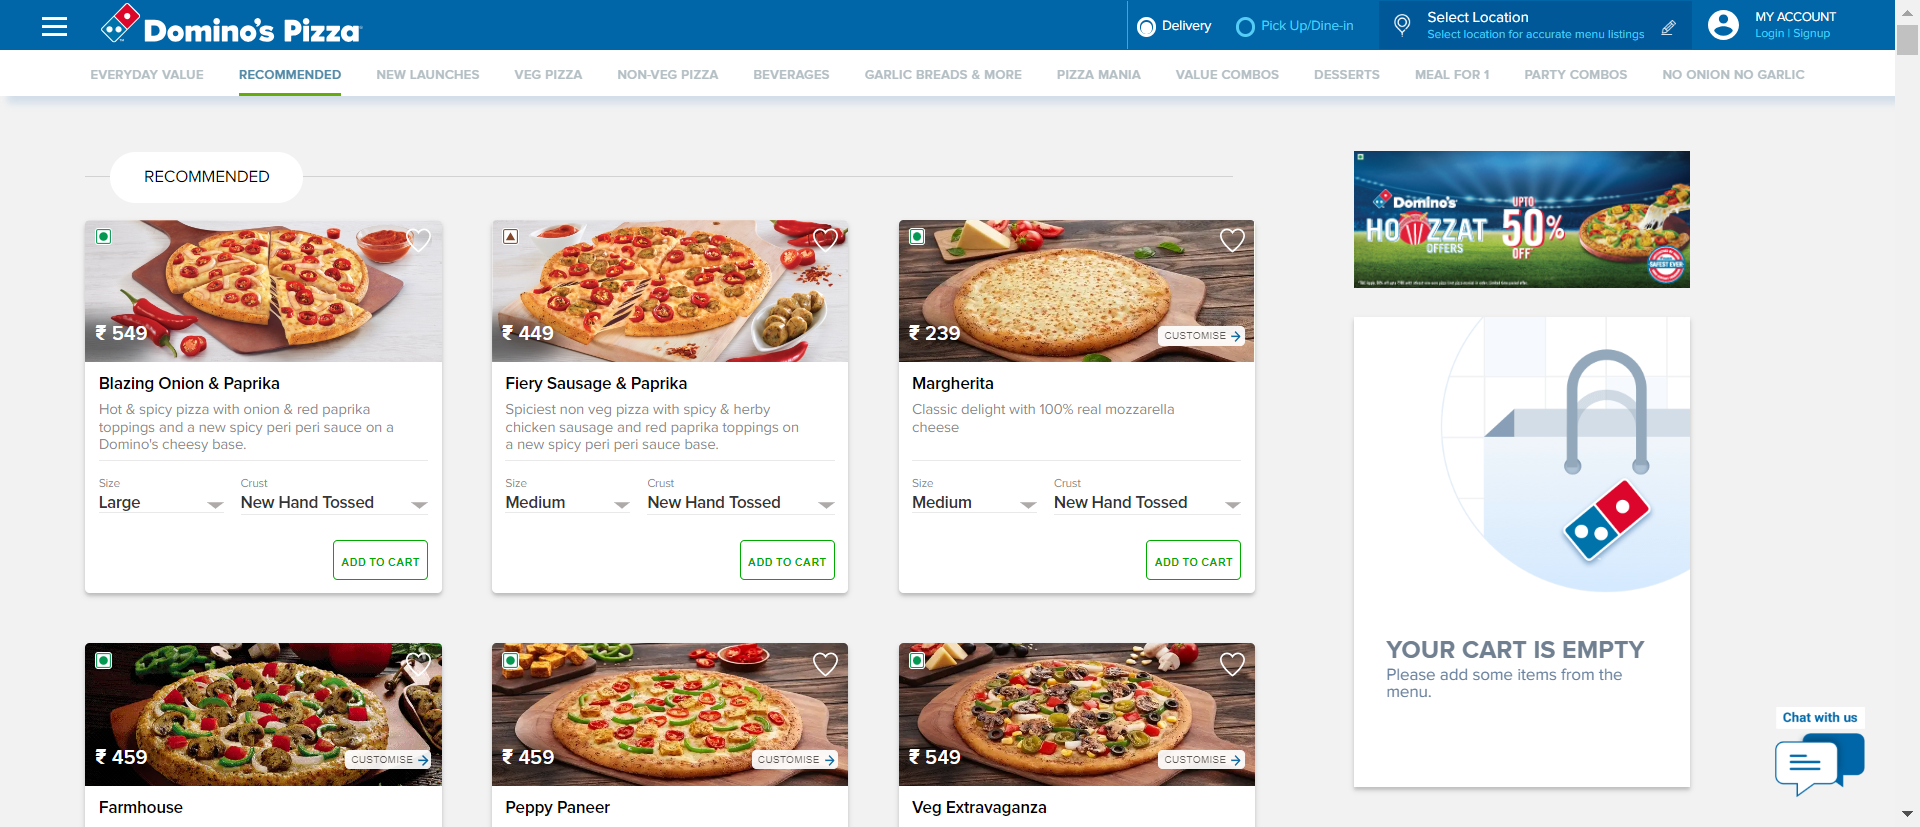 Domino's Pizza
Delivery
Pick Up/Dine-in
Select Location
Select location for accurate menu listings
MY ACCOUNT
Login | Signup
EVERYDAY VALUE
RECOMMENDED
NEW LAUNCHES
VEG PIZZA
NON-VEG PIZZA
BEVERAGES
GARLIC BREADS & MORE
PIZZA MANIA
VALUE COMBOS
DESSERTS
MEAL FOR 1
PARTY COMBOS
NO ONION NO GARLIC
RECOMMENDED
₹ 549
Blazing Onion & Paprika
Hot & spicy pizza with onion & red paprika
toppings and a new spicy peri peri sauce on a
Domino's cheesy base.
Size
Large
Crust
New Hand Tossed
ADD TO CART
₹ 449
Fiery Sausage & Paprika
Spiciest non veg pizza with spicy & herby
chicken sausage and red paprika toppings on
a new spicy peri peri sauce base.
Size
Medium
Crust
New Hand Tossed
ADD TO CART
₹ 239
CUSTOMISE
Margherita
Classic delight with 100% real mozzarella
cheese
Size
Medium
Crust
New Hand Tossed
ADD TO CART
₹ 459
CUSTOMISE
Farmhouse
₹ 459
CUSTOMISE
Peppy Paneer
₹ 549
CUSTOMISE
Veg Extravaganza
Domino's
HOZZAT
OFFERS
UPTO
50%
OFF*
SAFEST EVER
YOUR CART IS EMPTY
Please add some items from the
menu.
Chat with us